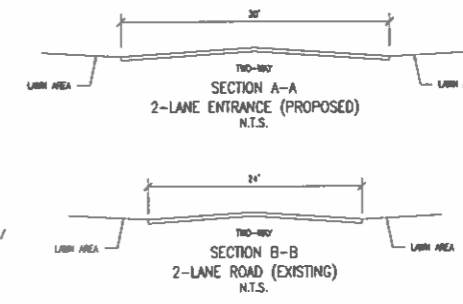 30'
LAWN AREA
TWO-WAY
LAWN
SECTION A-A
2-LANE ENTRANCE (PROPOSED)
N.T.S.
24'
LAWN AREA
TWO-WAY
LAWN AREA
SECTION B-B
2-LANE ROAD (EXISTING)
N.T.S.